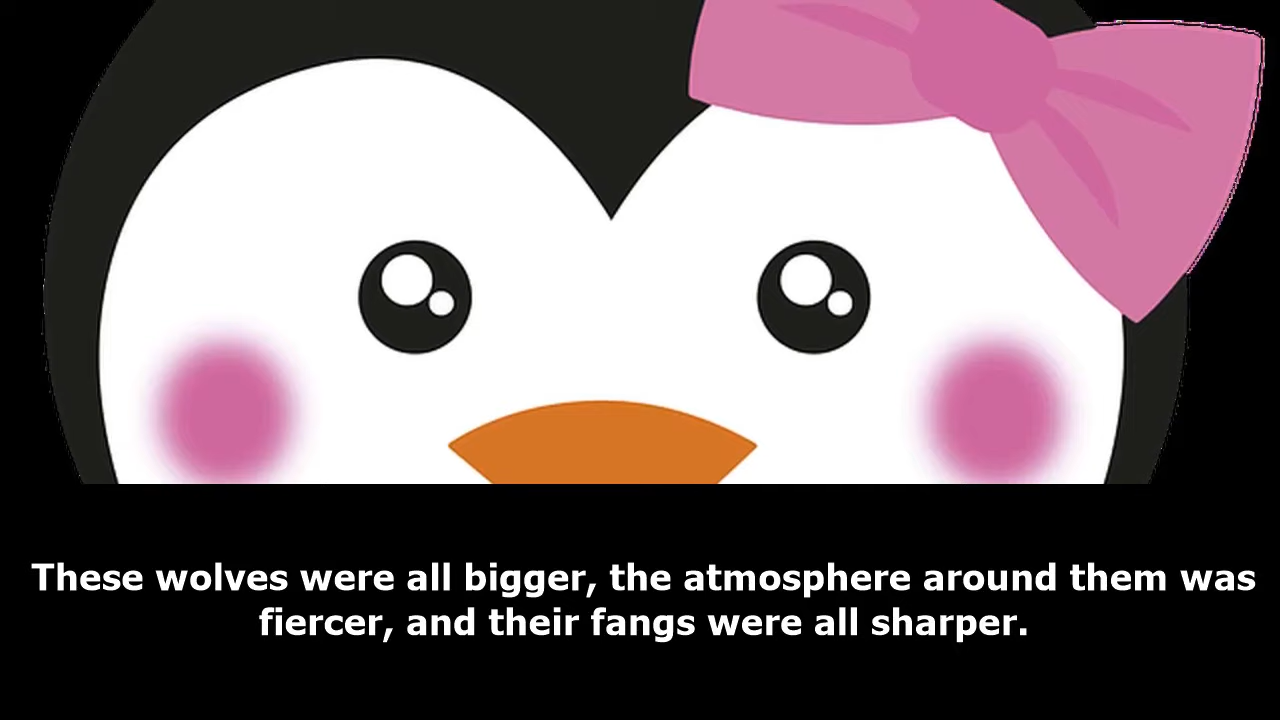 These wolves were all bigger, the atmosphere around them was
fiercer, and their fangs were all sharper.